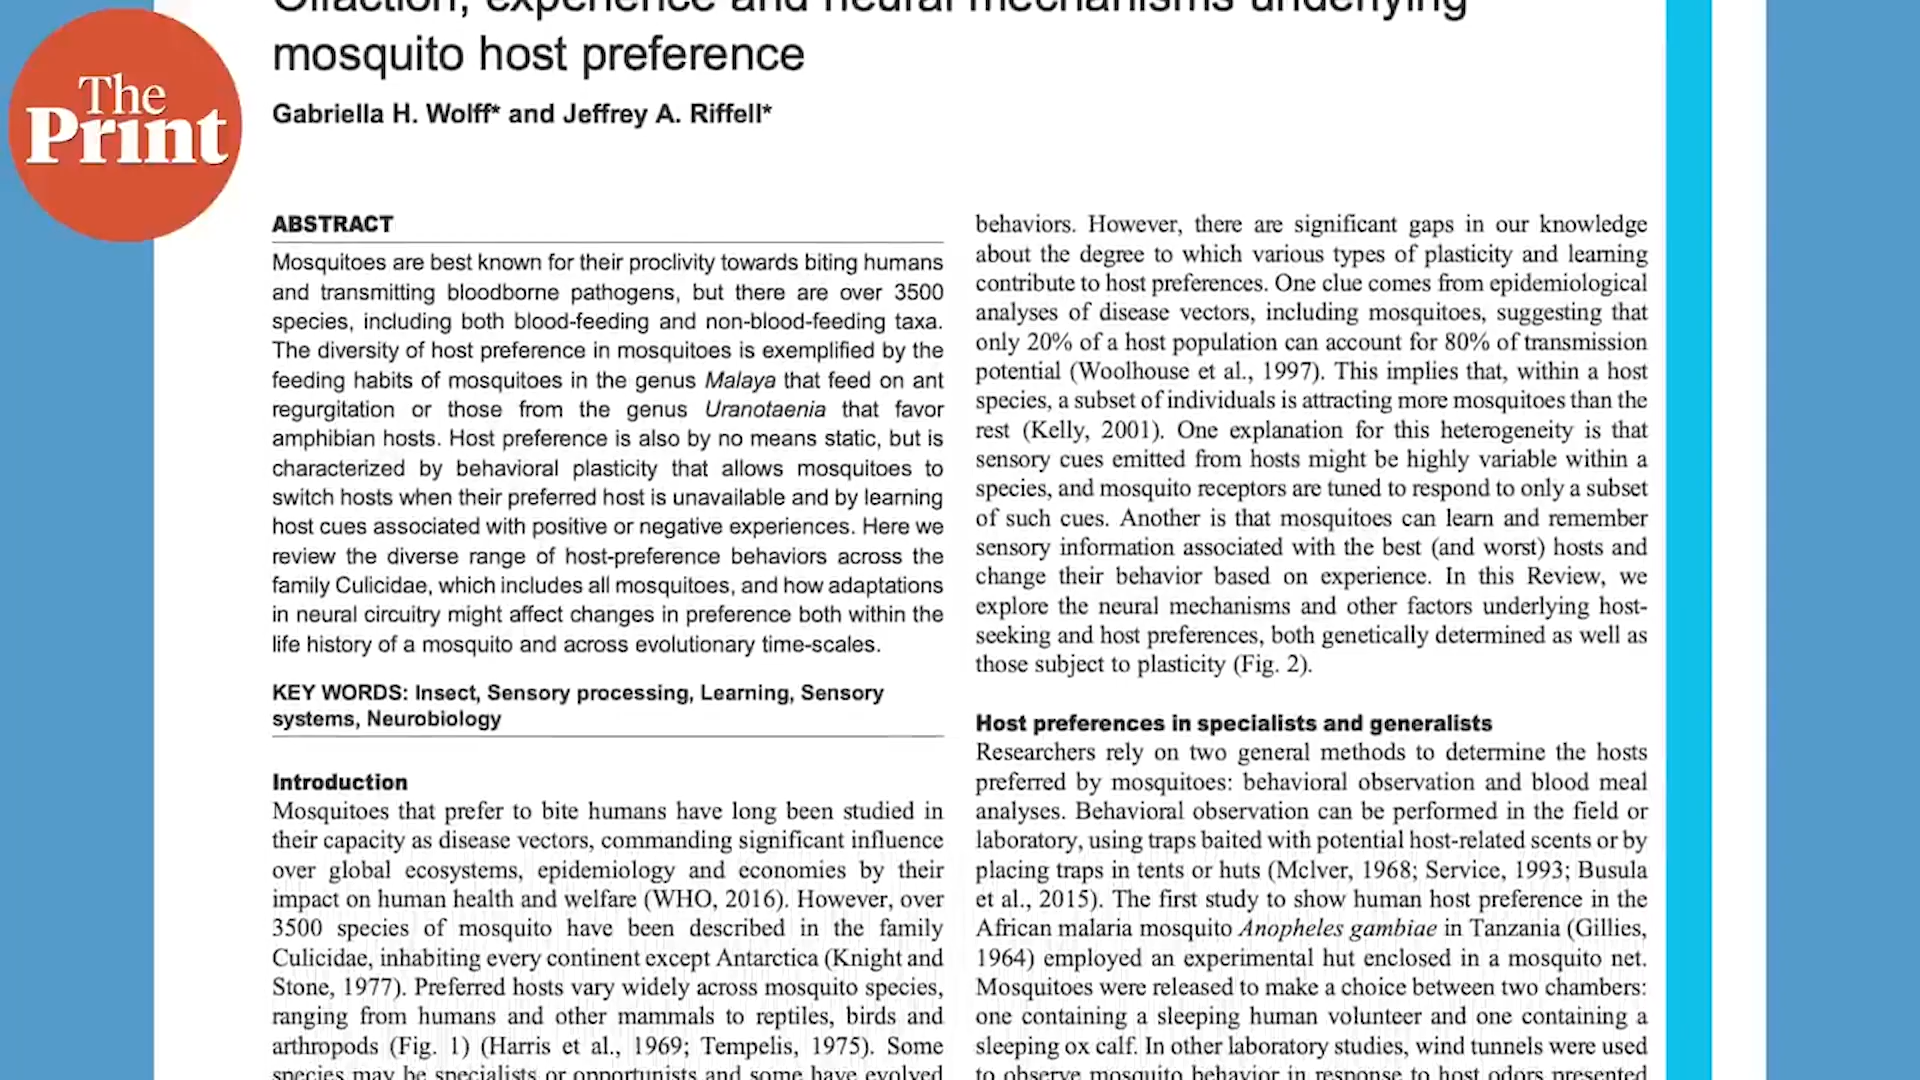 The
Print
Olfaction, experience and neural mechanisms underlying
mosquito host preference
Gabriella H. Wolff* and Jeffrey A. Riffell*
ABSTRACT
Mosquitoes are best known for their proclivity towards biting humans
and transmitting bloodborne pathogens, but there are over 3500
species, including both blood-feeding and non-blood-feeding taxa.
The diversity of host preference in mosquitoes is exemplified by the
feeding habits of mosquitoes in the genus Malaya that feed on ant
regurgitation or those from the genus Uranotaenia that favor
amphibian hosts. Host preference is also by no means static, but is
characterized by behavioral plasticity that allows mosquitoes to
switch hosts when their preferred host is unavailable and by learning
host cues associated with positive or negative experiences. Here we
review the diverse range of host-preference behaviors across the
family Culicidae, which includes all mosquitoes, and how adaptations
in neural circuitry might affect changes in preference both within the
life history of a mosquito and across evolutionary time-scales.
KEY WORDS: Insect, Sensory processing, Learning, Sensory
systems, Neurobiology
Introduction
Mosquitoes that prefer to bite humans have long been studied in
their capacity as disease vectors, commanding significant influence
over global ecosystems, epidemiology and economies by their
impact on human health and welfare (WHO, 2016). However, over
3500 species of mosquito have been described in the family
Culicidae, inhabiting every continent except Antarctica (Knight and
Stone, 1977). Preferred hosts vary widely across mosquito species,
ranging from humans and other mammals to reptiles, birds and
arthropods (Fig. 1) (Harris et al., 1969; Tempelis, 1975). Some
species may be specialists or opportunists and some have evolved
behaviors. However, there are significant gaps in our knowledge
about the degree to which various types of plasticity and learning
contribute to host preferences. One clue comes from epidemiological
analyses of disease vectors, including mosquitoes, suggesting that
only 20% of a host population can account for 80% of transmission
potential (Woolhouse et al., 1997). This implies that, within a host
species, a subset of individuals is attracting more mosquitoes than the
rest (Kelly, 2001). One explanation for this heterogeneity is that
sensory cues emitted from hosts might be highly variable within a
species, and mosquito receptors are tuned to respond to only a subset
of such cues. Another is that mosquitoes can learn and remember
sensory information associated with the best (and worst) hosts and
change their behavior based on experience. In this Review, we
explore the neural mechanisms and other factors underlying host-
seeking and host preferences, both genetically determined as well as
those subject to plasticity (Fig. 2).
Host preferences in specialists and generalists
Researchers rely on two general methods to determine the hosts
preferred by mosquitoes: behavioral observation and blood meal
analyses. Behavioral observation can be performed in the field or
laboratory, using traps baited with potential host-related scents or by
placing traps in tents or huts (McIver, 1968; Service, 1993; Busula
et al., 2015). The first study to show human host preference in the
African malaria mosquito Anopheles gambiae in Tanzania (Gillies,
1964) employed an experimental hut enclosed in a mosquito net.
Mosquitoes were released to make a choice between two chambers:
one containing a sleeping human volunteer and one containing a
sleeping ox calf. In other laboratory studies, wind tunnels were used
to observe mosquito behavior in response to host odors presented